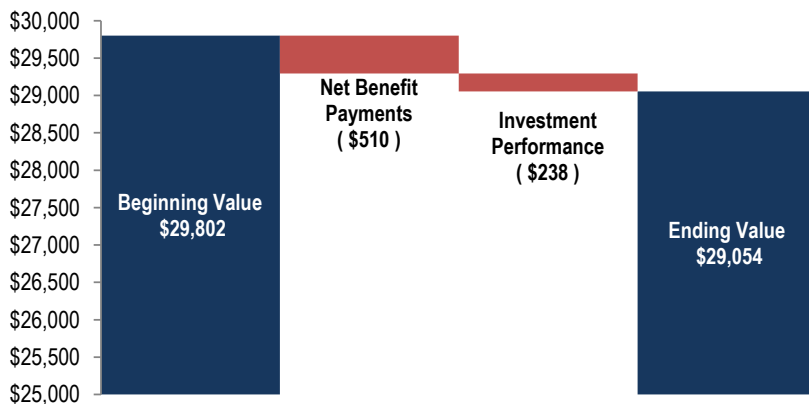 $30,000
$29,500
$29,000
$28,500
$28,000
$27,500
$27,000
$26,500
$26,000
$25,500
$25,000
Beginning Value
$29,802
Net Benefit
Payments
( $510 )
Investment
Performance
( $238 )
Ending Value
$29,054